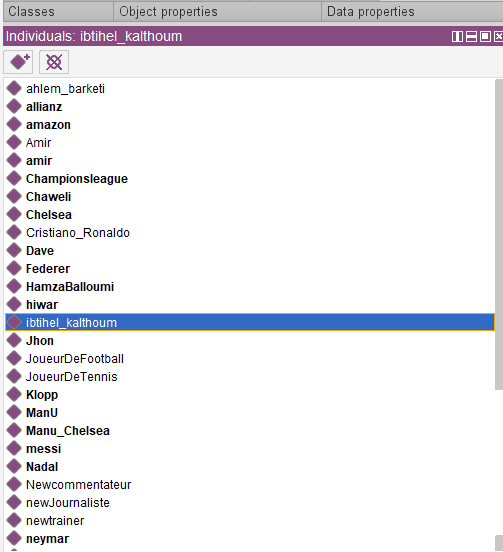 Classes Object properties Data properties
Individuals: ibtihel_kalthoum
ahlem_barketi
allianz
amazon
Amir
amir
Championsleague
Chaweli
Chelsea
Cristiano_Ronaldo
Dave
Federer
HamzaBalloumi
hiwar
ibtihel_kalthoum
Jhon
JoueurDeFootball
JoueurDeTennis
Klopp
ManU
Manu_Chelsea
messi
Nadal
Newcommentateur
newJournaliste
newtrainer
neymar